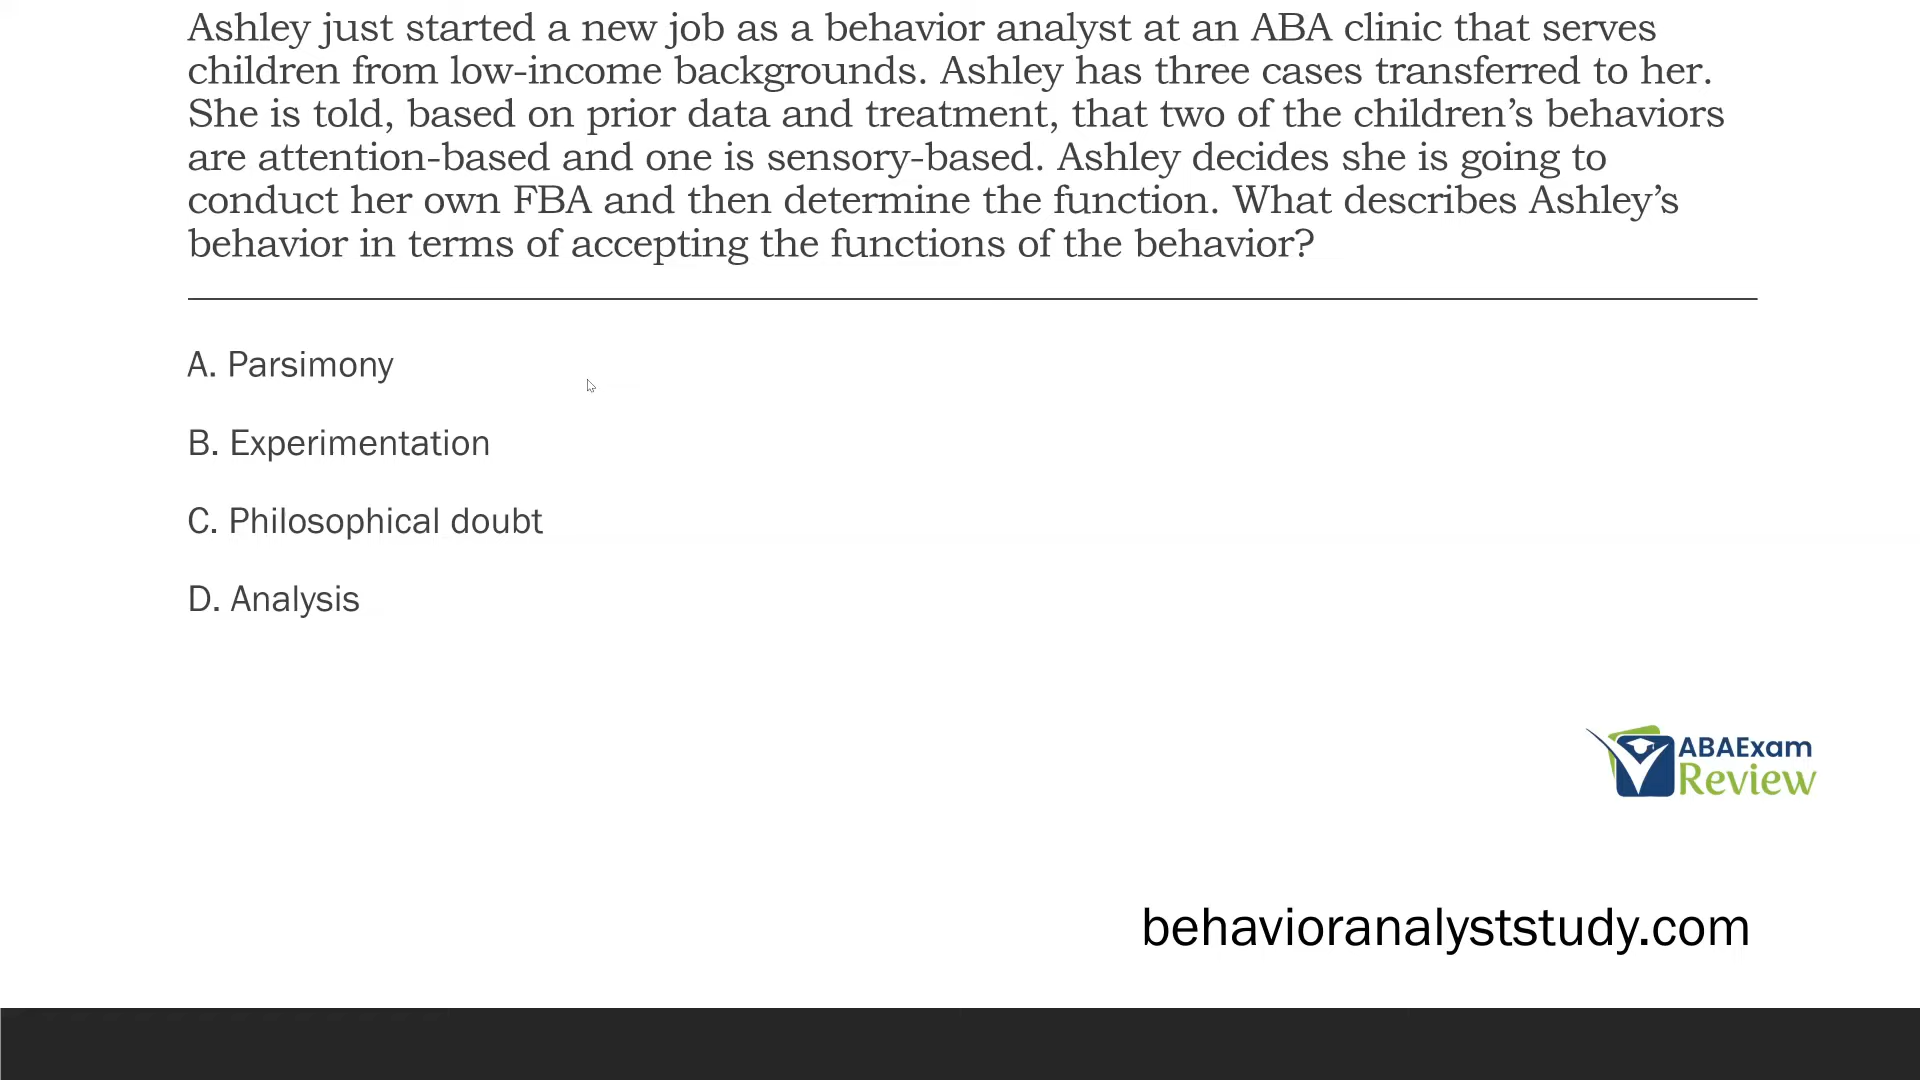 Ashley just started a new job as a behavior analyst at an ABA clinic that serves
children from low-income backgrounds. Ashley has three cases transferred to her.
She is told, based on prior data and treatment, that two of the children’s behaviors
are attention-based and one is sensory-based. Ashley decides she is going to
conduct her own FBA and then determine the function. What describes Ashley’s
behavior in terms of accepting the functions of the behavior?
A. Parsimony
B. Experimentation
C. Philosophical doubt
D. Analysis
ABAExam
Review
behavioranalyststudy.com